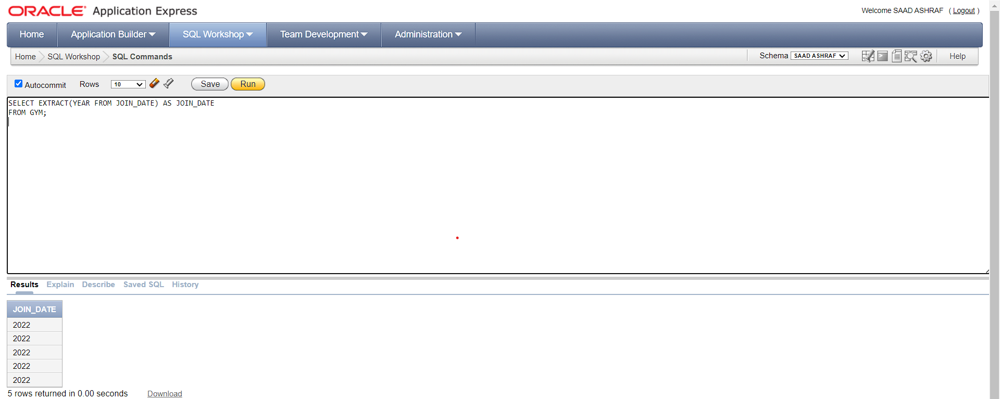 ORACLE Application Express
Welcome SAAD ASHRAF ( Logout )
Home Application Builder SQL Workshop Team Development Administration
Home SQL Workshop SQL Commands Schema SAAD ASHRAF Help
Autocommit Rows 10 Save Run
SELECT EXTRACT(YEAR FROM JOIN_DATE) AS JOIN_DATE
FROM GYM;
Results Explain Describe Saved SQL History
JOIN_DATE
2022
2022
2022
2022
2022
5 rows returned in 0.00 seconds Download